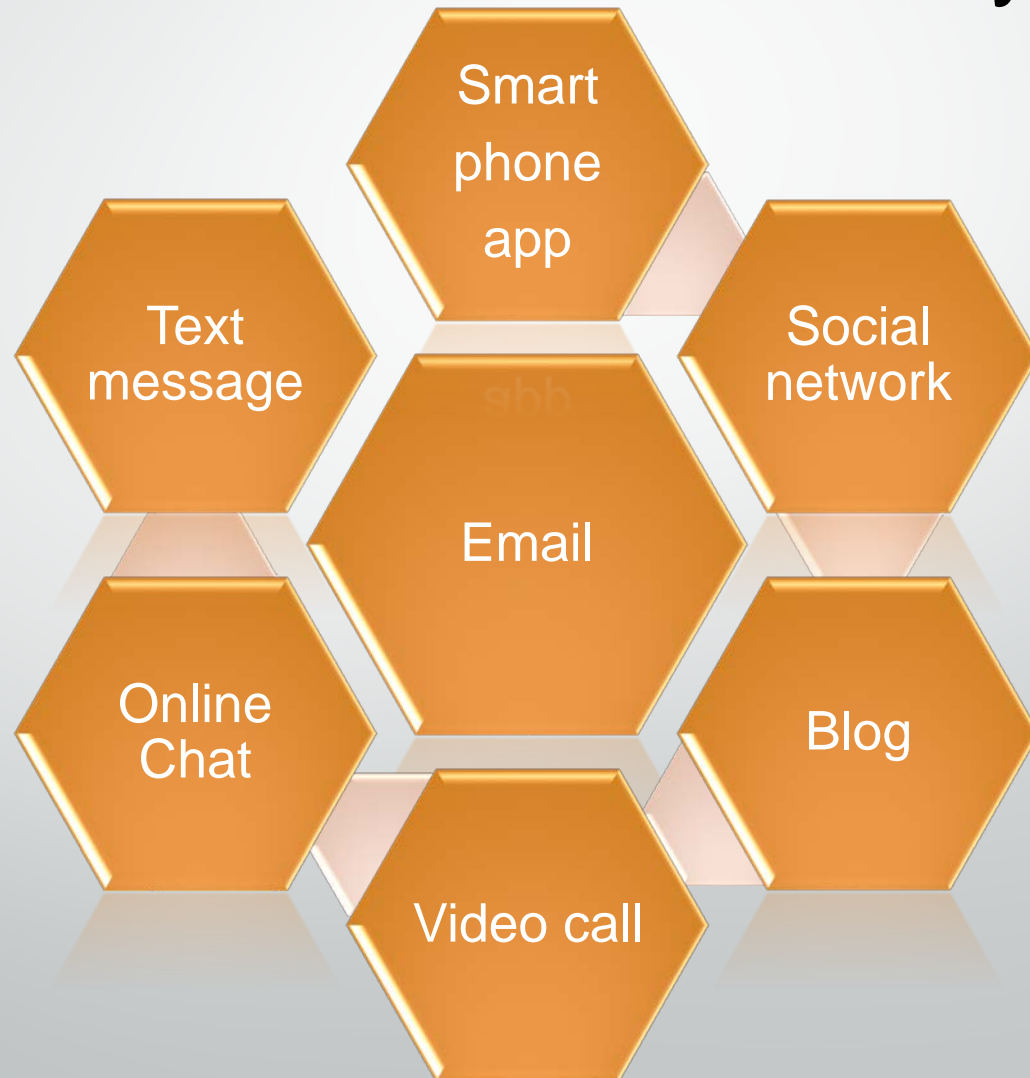 Smart
phone
app
Text
message
Social
network
Email
Online
Chat
Blog
Video call